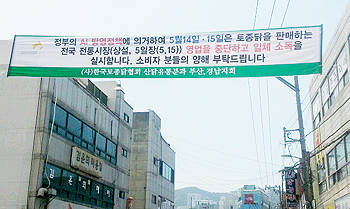 정부의 AI 방역정책에 의거하여 5월14일·15일은 토종닭을 판매하는
전국 전통시장(상설, 5일장(5,15)) 영업을 중단하고 일체 소독을
실시합니다. 소비자 분들의 양해 부탁드립니다
(사)한국토종닭협회 산닭유통분과 부산,경남지회